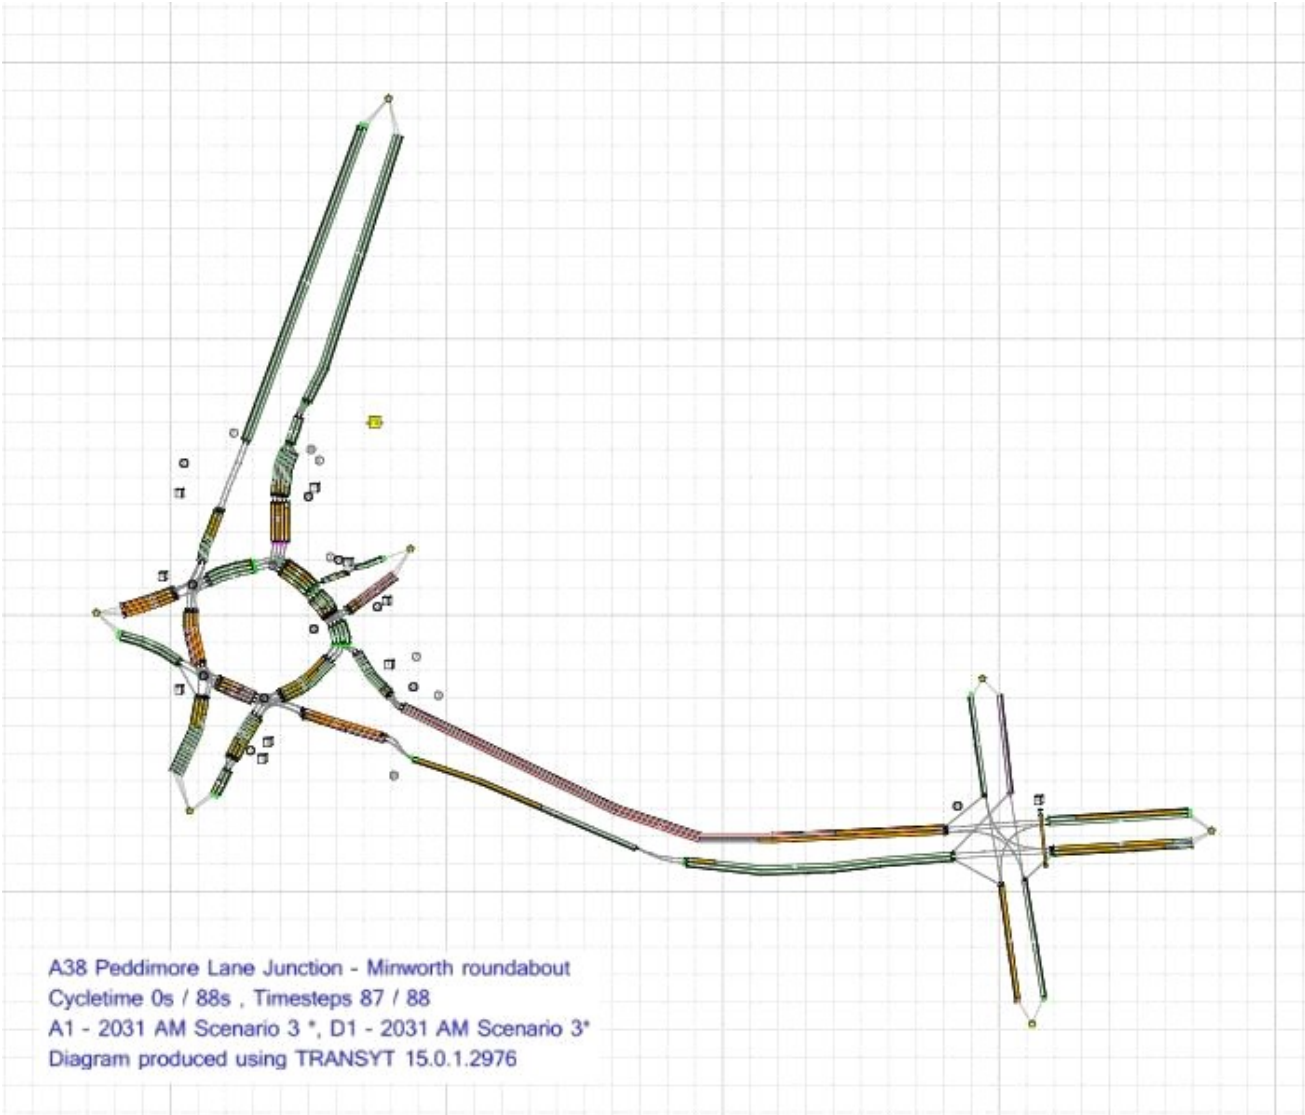 A38 Peddimore Lane Junction - Minworth roundabout
Cycletime 0s / 88s , Timesteps 87 / 88
A1 - 2031 AM Scenario 3 *, D1 - 2031 AM Scenario 3*
Diagram produced using TRANSYT 15.0.1.2976